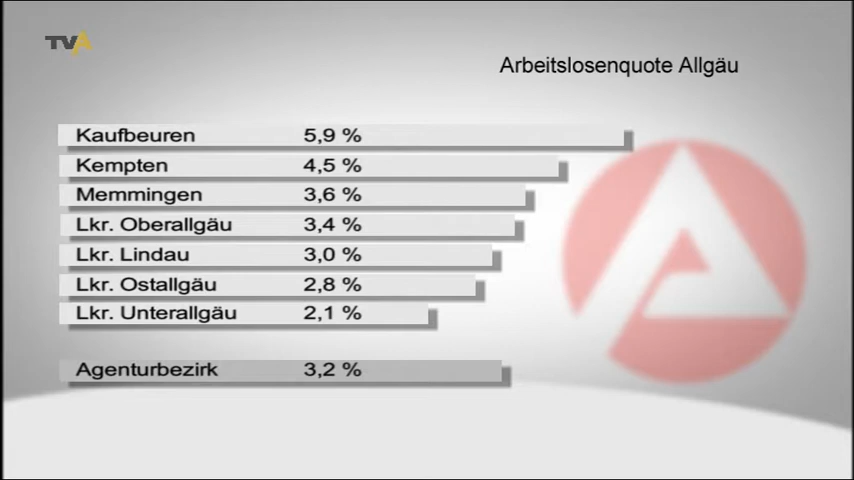 TVA
Arbeitslosenquote Allgäu
Kaufbeuren 5,9 %
Kempten 4,5 %
Memmingen 3,6 %
Lkr. Oberallgäu 3,4 %
Lkr. Lindau 3,0 %
Lkr. Ostallgäu 2,8 %
Lkr. Unterallgäu 2,1 %
Agenturbezirk 3,2 %